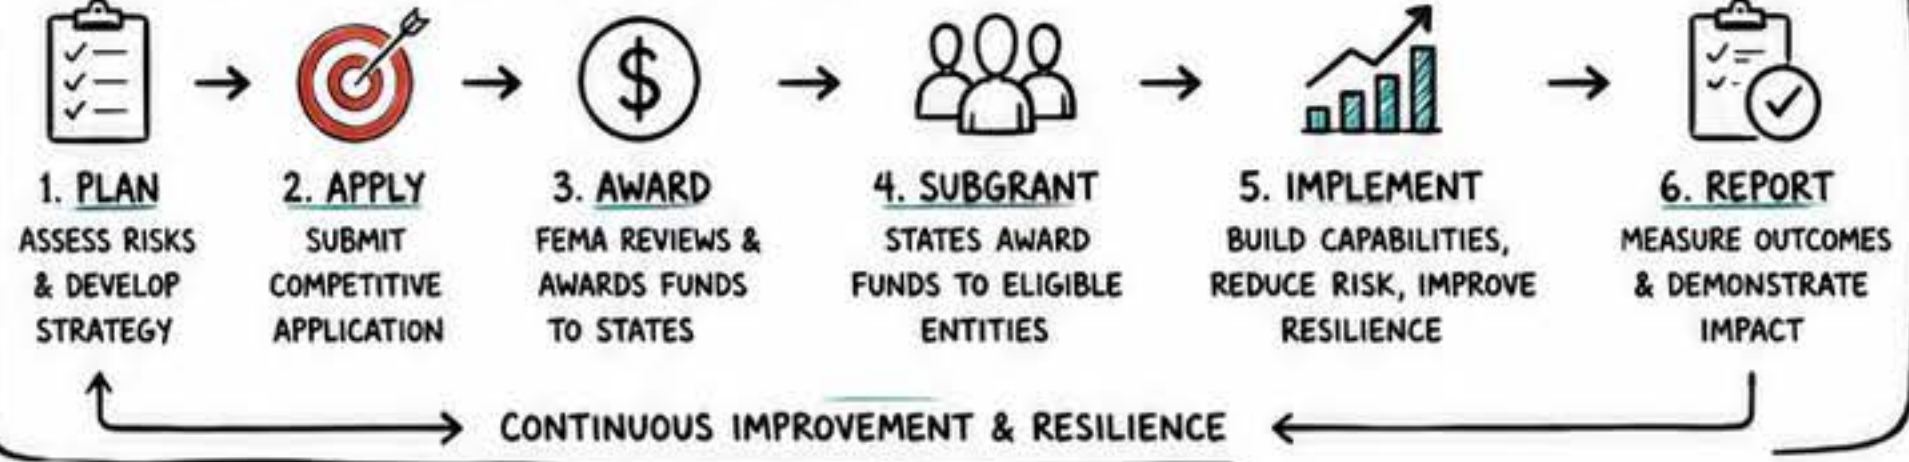 1. PLAN
ASSESS RISKS
& DEVELOP
STRATEGY
2. APPLY
SUBMIT
COMPETITIVE
APPLICATION
3. AWARD
FEMA REVIEWS &
AWARDS FUNDS
TO STATES
4. SUBGRANT
STATES AWARD
FUNDS TO ELIGIBLE
ENTITIES
5. IMPLEMENT
BUILD CAPABILITIES,
REDUCE RISK, IMPROVE
RESILIENCE
6. REPORT
MEASURE OUTCOMES
& DEMONSTRATE
IMPACT
CONTINUOUS IMPROVEMENT & RESILIENCE